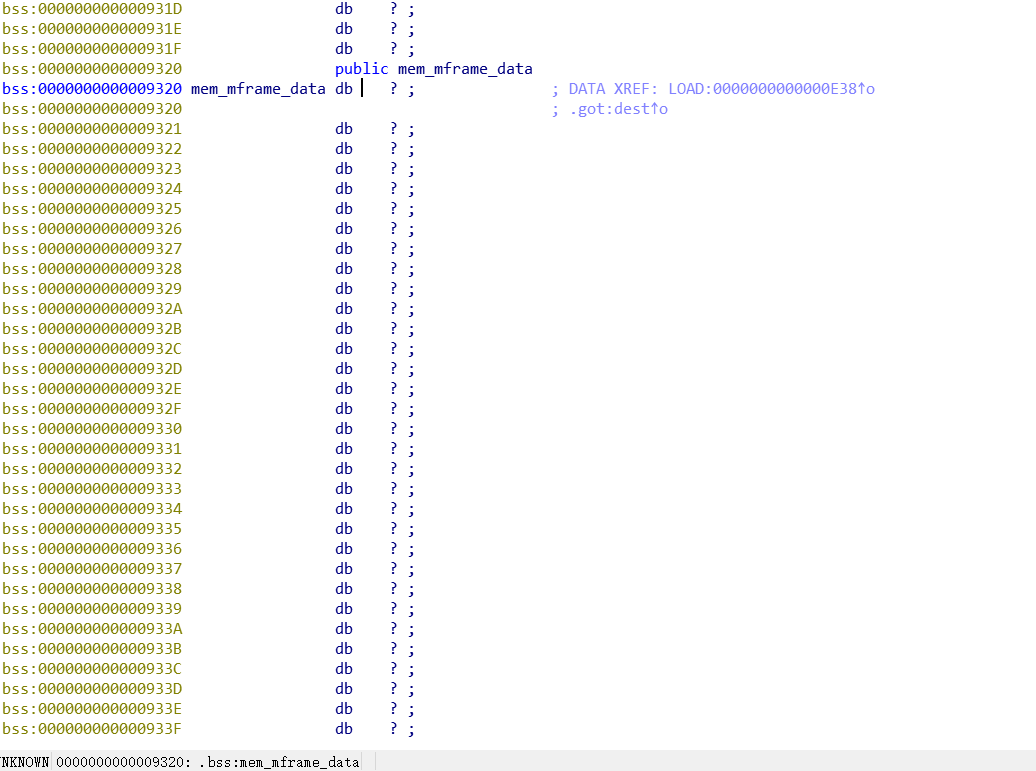 bss:000000000000931D db ? ;
bss:000000000000931E db ? ;
bss:000000000000931F db ? ;
bss:0000000000009320 public mem_mframe_data
bss:0000000000009320 mem_mframe_data db ? ; ; DATA XREF: LOAD:0000000000000E38↑o
bss:0000000000009320 ; .got:dest↑o
bss:0000000000009321 db ? ;
bss:0000000000009322 db ? ;
bss:0000000000009323 db ? ;
bss:0000000000009324 db ? ;
bss:0000000000009325 db ? ;
bss:0000000000009326 db ? ;
bss:0000000000009327 db ? ;
bss:0000000000009328 db ? ;
bss:0000000000009329 db ? ;
bss:000000000000932A db ? ;
bss:000000000000932B db ? ;
bss:000000000000932C db ? ;
bss:000000000000932D db ? ;
bss:000000000000932E db ? ;
bss:000000000000932F db ? ;
bss:0000000000009330 db ? ;
bss:0000000000009331 db ? ;
bss:0000000000009332 db ? ;
bss:0000000000009333 db ? ;
bss:0000000000009334 db ? ;
bss:0000000000009335 db ? ;
bss:0000000000009336 db ? ;
bss:0000000000009337 db ? ;
bss:0000000000009338 db ? ;
bss:0000000000009339 db ? ;
bss:000000000000933A db ? ;
bss:000000000000933B db ? ;
bss:000000000000933C db ? ;
bss:000000000000933D db ? ;
bss:000000000000933E db ? ;
bss:000000000000933F db ? ;
NKNOWN 0000000000009320: .bss:mem_mframe_data